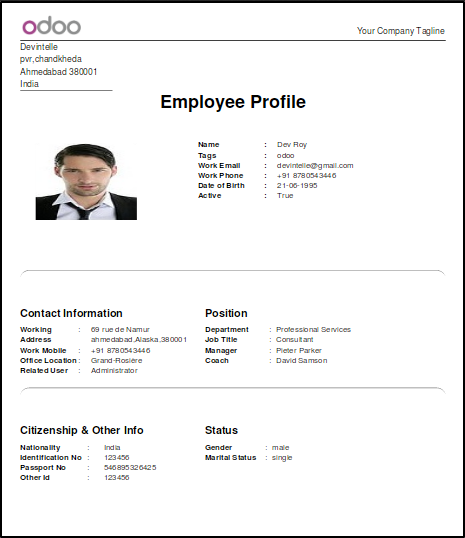 odoo
Your Company Tagline
Devintelle
pvr,chandkheda
Ahmedabad 380001
India
Employee Profile
Name : Dev Roy
Tags : odoo
Work Email : devintelle@gmail.com
Work Phone : +91 8780543446
Date of Birth : 21-06-1995
Active : True
Contact Information
Working : 69 rue de Namur
Address ahmedabad,Alaska.380001
Work Mobile : +91 8780543446
Office Location : Grand-Rosière
Related User : Administrator
Position
Department : Professional Services
Job Title : Consultant
Manager : Pieter Parker
Coach : David Samson
Citizenship & Other Info
Nationality : India
Identification No : 123456
Passport No : 546895326425
Other Id : 123456
Status
Gender : male
Marital Status : single